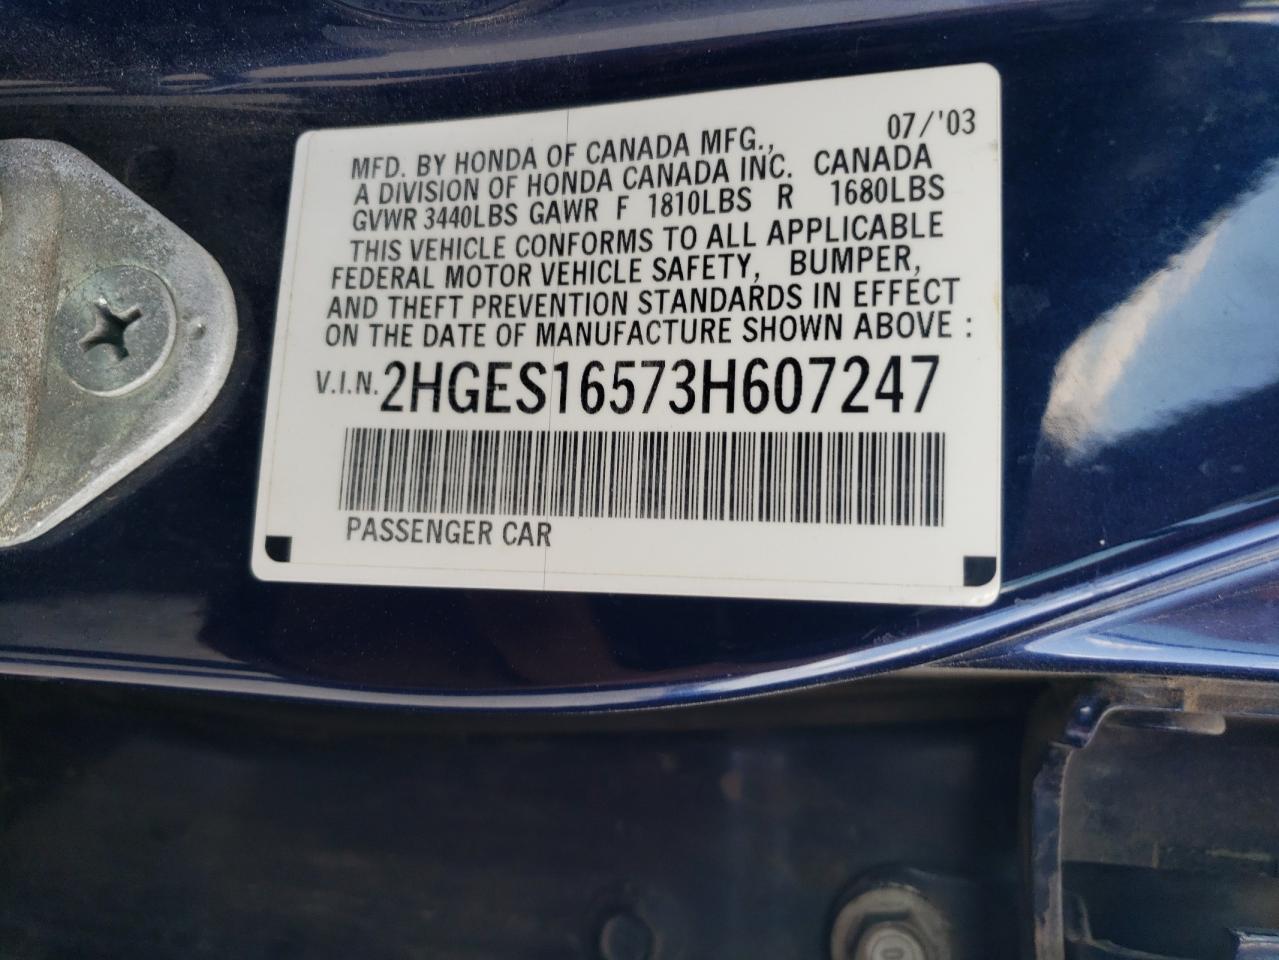 07/'03
MFD. BY HONDA OF CANADA MFG.,
A DIVISION OF HONDA CANADA INC. CANADA
GVWR 3440LBS GAWR F 1810LBS R 1680LBS
THIS VEHICLE CONFORMS TO ALL APPLICABLE
FEDERAL MOTOR VEHICLE SAFETY, BUMPER,
AND THEFT PREVENTION STANDARDS IN EFFECT
ON THE DATE OF MANUFACTURE SHOWN ABOVE :
V.I.N. 2HGES16573H607247
PASSENGER CAR